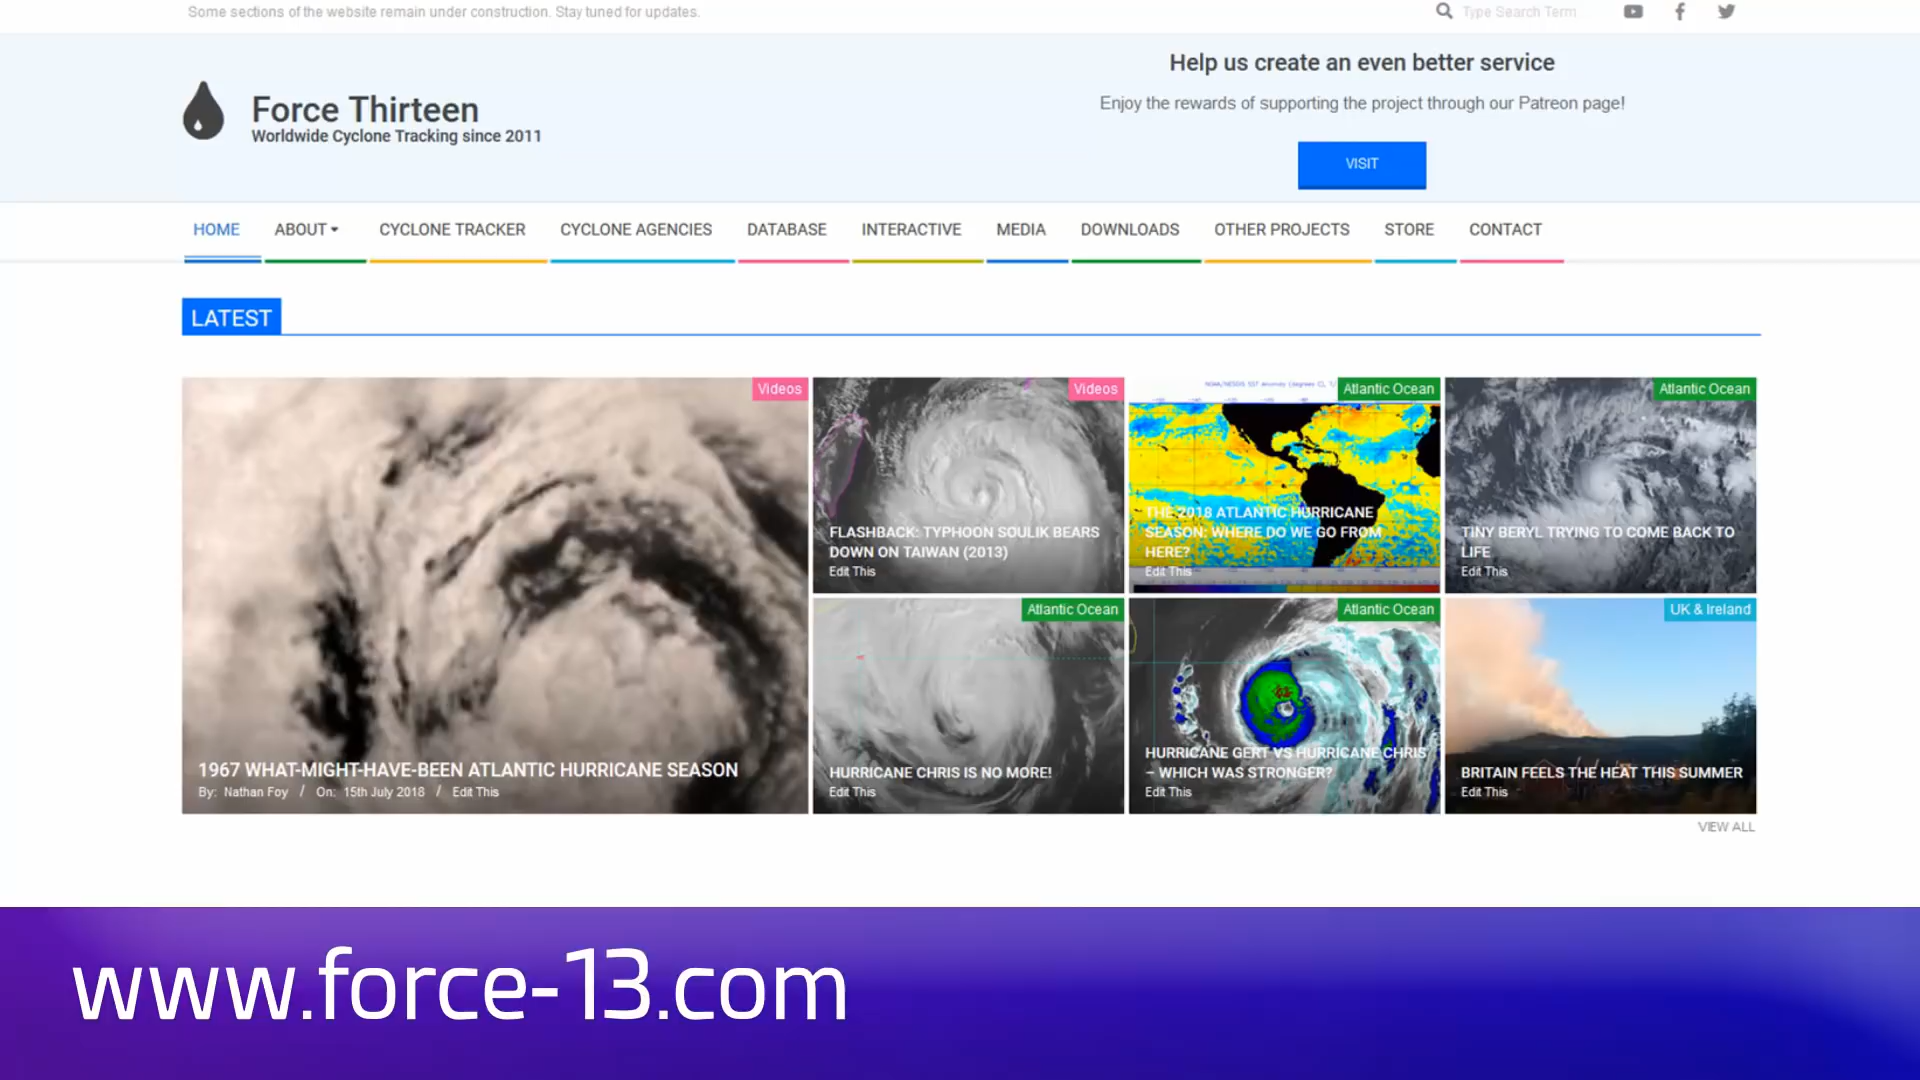 Some sections of the website remain under construction. Stay tuned for updates.
Type Search Term
Force Thirteen
Worldwide Cyclone Tracking since 2011
Help us create an even better service
Enjoy the rewards of supporting the project through our Patreon page!
VISIT
HOME ABOUT CYCLONE TRACKER CYCLONE AGENCIES DATABASE INTERACTIVE MEDIA DOWNLOADS OTHER PROJECTS STORE CONTACT
LATEST
Videos
1967 WHAT-MIGHT-HAVE-BEEN ATLANTIC HURRICANE SEASON
By: Nathan Foy / On: 15th July 2018 / Edit This
Videos
FLASHBACK: TYPHOON SOULIK BEARS
DOWN ON TAIWAN (2013)
Edit This
Atlantic Ocean
THE 2018 ATLANTIC HURRICANE
SEASON: WHERE DO WE GO FROM
HERE?
Edit This
Atlantic Ocean
TINY BERYL TRYING TO COME BACK TO
LIFE
Edit This
Atlantic Ocean
HURRICANE CHRIS IS NO MORE!
Edit This
Atlantic Ocean
HURRICANE GERT VS HURRICANE CHRIS
– WHICH WAS STRONGER?
Edit This
UK & Ireland
BRITAIN FEELS THE HEAT THIS SUMMER
Edit This
VIEW ALL
www.force-13.com